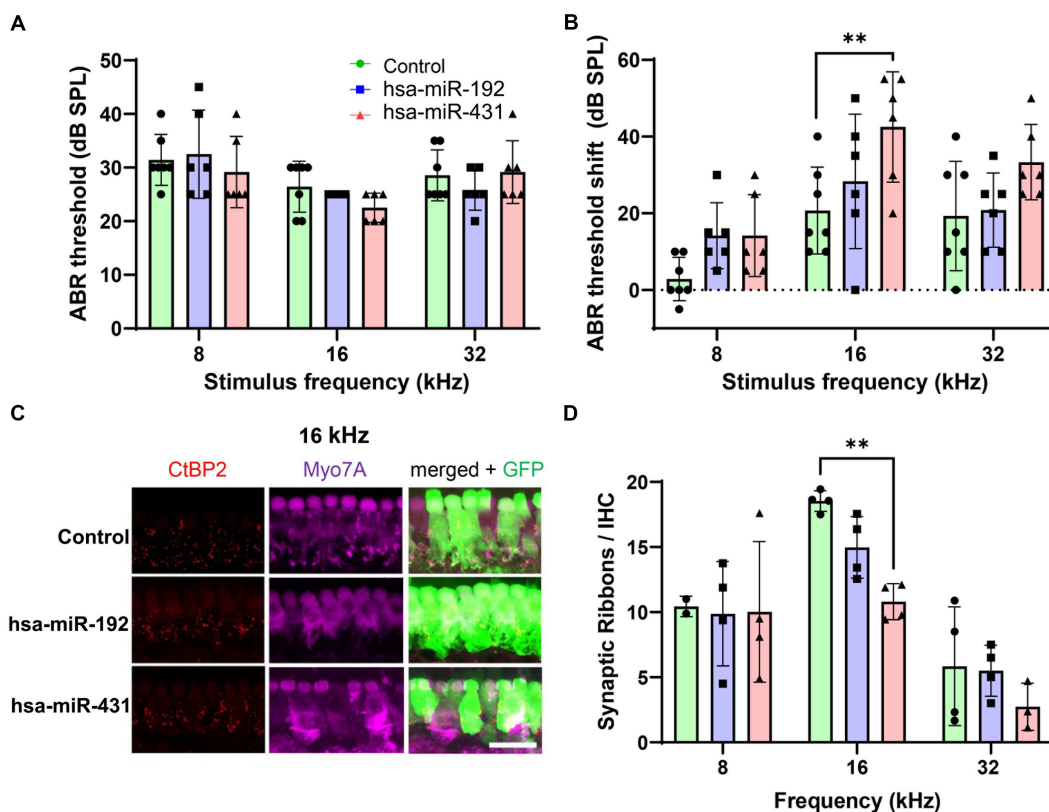 A
50
40
30
20
10
0
ABR threshold (dB SPL)
Control
hsa-miR-192
hsa-miR-431
8
16
32
Stimulus frequency (kHz)
B
60
40
20
0
ABR threshold shift (dB SPL)
**
8
16
32
Stimulus frequency (kHz)
C
16 kHz
CtBP2
Myo7A
merged + GFP
Control
hsa-miR-192
hsa-miR-431
D
20
15
10
5
0
Synaptic Ribbons / IHC
**
8
16
32
Frequency (kHz)